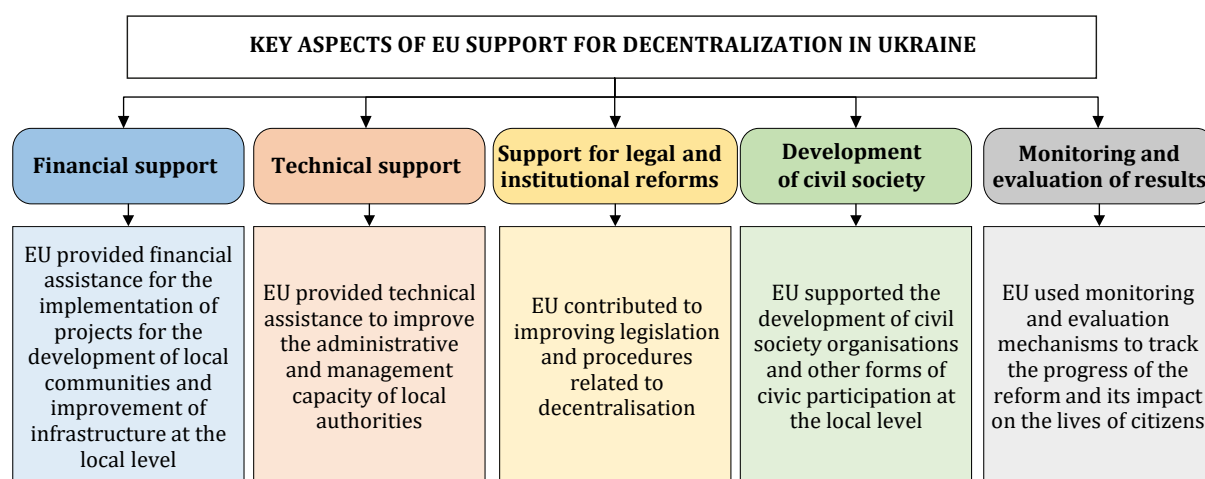 KEY ASPECTS OF EU SUPPORT FOR DECENTRALIZATION IN UKRAINE
Financial support
Technical support
Support for legal and
institutional reforms
Development
of civil society
Monitoring and
evaluation of results
EU provided financial
assistance for the
implementation of
projects for the
development of local
communities and
improvement of
infrastructure at the
local level
EU provided technical
assistance to improve
the administrative
and management
capacity of local
authorities
EU contributed to
improving legislation
and procedures
related to
decentralisation
EU supported the
development of civil
society organisations
and other forms of
civic participation at
the local level
EU used monitoring
and evaluation
mechanisms to track
the progress of the
reform and its impact
on the lives of citizens